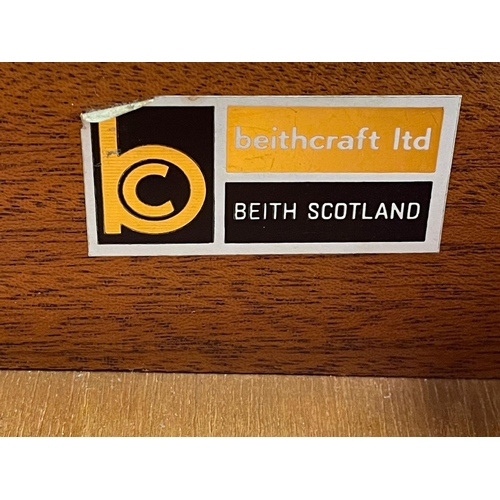 bc
beithcraft ltd
BEITH SCOTLAND